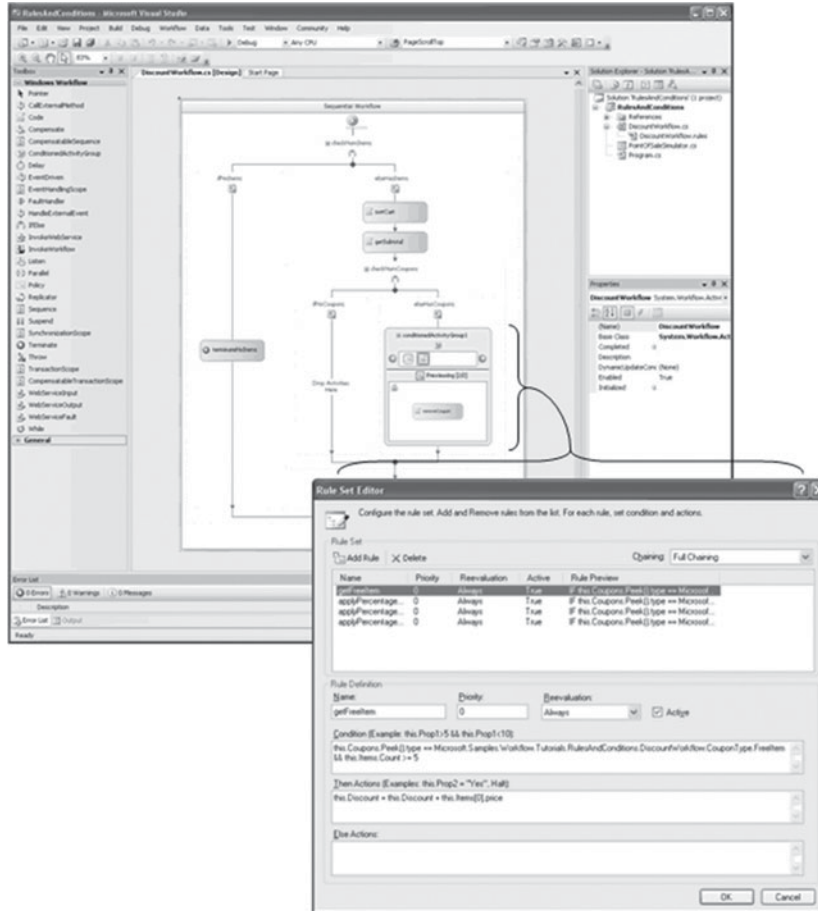 RulesAndConditions - Microsoft Visual Studio
File Edit View Project Build Debug Workflow Data Tools Test Window Community Help
Debug Any CPU PageScrollTop
83%
Toolbox
Windows Workflow
Pointer
CallExternalMethod
Code
Compensate
CompensatableSequence
ConditionedActivityGroup
Delay
EventDriven
EventHandlingScope
FaultHandler
HandleExternalEvent
IfElse
InvokeWebService
InvokeWorkflow
Listen
Parallel
Policy
Replicator
Sequence
Suspend
SynchronizationScope
Terminate
Throw
TransactionScope
CompensatableTransactionScope
WebServiceInput
WebServiceOutput
WebServiceFault
While
General
DiscountWorkflow.cs [Design] Start Page
Sequential Workflow
checkNumItems
ifNoItems
elseHasItems
sortCart
getSubtotal
checkNumCoupons
ifNoCoupons
elseHasCoupons
terminateNoItems
Drop Activities
Here
conditionedActivityGroup1
Previewing [2/2]
removeCoupon
Solution Explorer - Solution 'RulesA...
Solution 'RulesAndConditions' (1 project)
RulesAndConditions
References
DiscountWorkflow.cs
DiscountWorkflow.rules
PointOfSaleSimulator.cs
Program.cs
Properties
DiscountWorkflow System.Workflow.Activ
(Name) DiscountWorkflow
Base Class System.Workflow.Act
Completed
Description
DynamicUpdateConc (None)
Enabled True
Initialized
Error List
0 Errors 0 Warnings 0 Messages
Description
Error List Output
Ready
Rule Set Editor
Configure the rule set. Add and Remove rules from the list. For each rule, set condition and actions.
Rule Set
Add Rule Delete Chaining: Full Chaining
Name Priority Reevaluation Active Rule Preview
getFreeItem 0 Always True IF this.Coupons.Peek().type == Microsof...
applyPercentage... 0 Always True IF this.Coupons.Peek().type == Microsof...
applyPercentage... 0 Always True IF this.Coupons.Peek().type == Microsof...
applyPercentage... 0 Always True IF this.Coupons.Peek().type == Microsof...
Rule Definition
Name: Priority: Reevaluation:
getFreeItem 0 Always Active
Condition (Example: this.Prop1>5 && this.Prop1<10):
this.Coupons.Peek().type == Microsoft.Samples.Workflow.Tutorials.RulesAndConditions.DiscountWorkflow.CouponType.FreeItem
&& this.Items.Count >= 5
Then Actions (Examples: this.Prop2 = "Yes", Halt):
this.Discount = this.Discount + this.Items[0].price
Else Actions:
OK Cancel